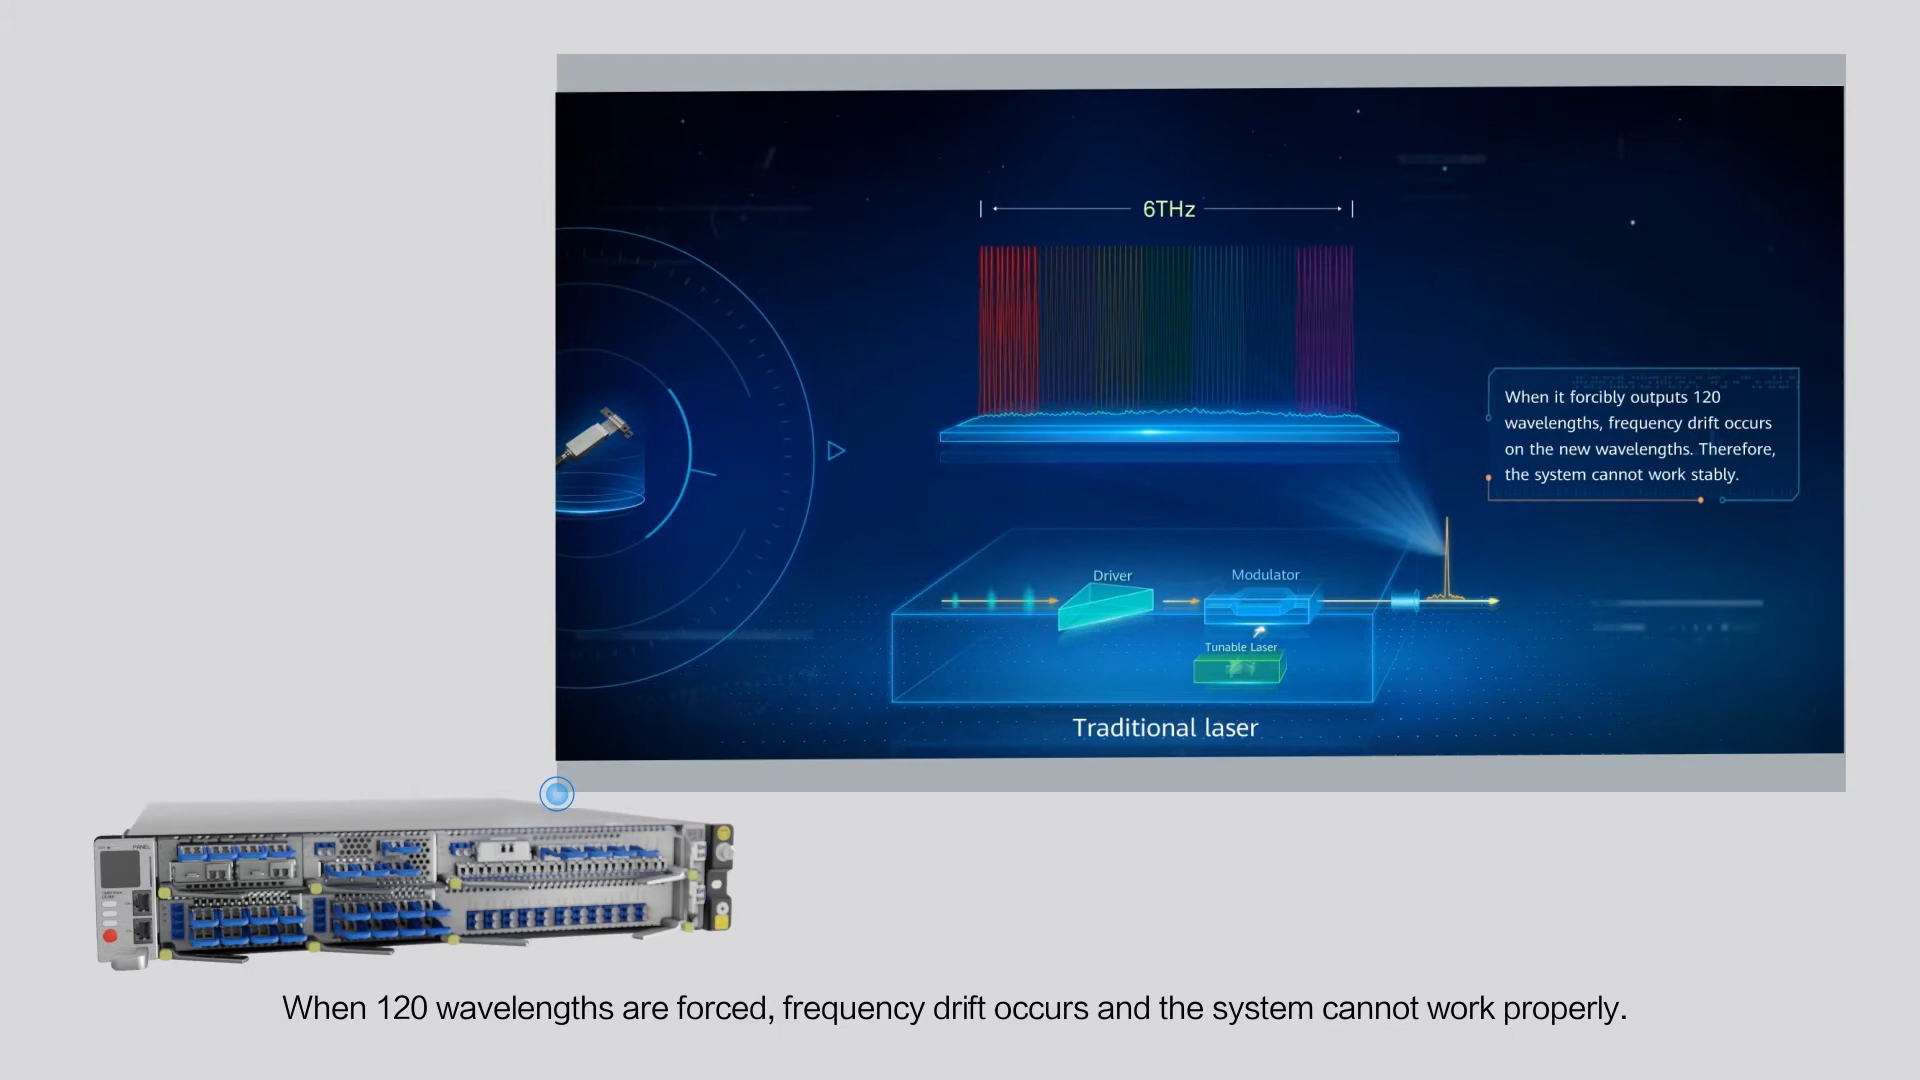 6THz
When it forcibly outputs 120
wavelengths, frequency drift occurs
on the new wavelengths. Therefore,
the system cannot work stably.
Driver
Modulator
Tunable Laser
Traditional laser
PANEL
When 120 wavelengths are forced, frequency drift occurs and the system cannot work properly.